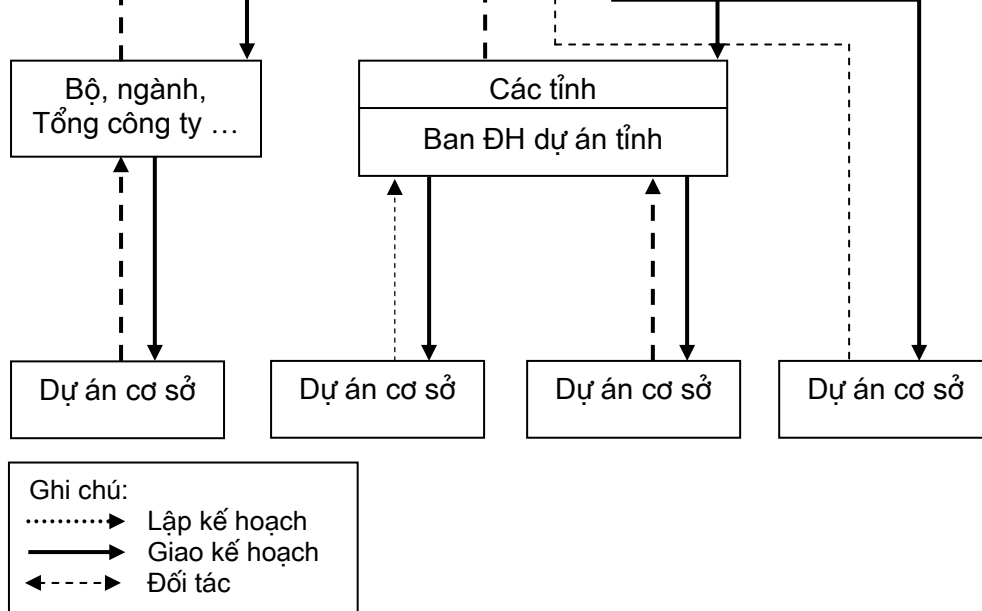 Bộ, ngành,
Tổng công ty …
Các tỉnh
Ban ĐH dự án tỉnh
Dự án cơ sở
Dự án cơ sở
Dự án cơ sở
Dự án cơ sở
Ghi chú:
Lập kế hoạch
Giao kế hoạch
Đối tác